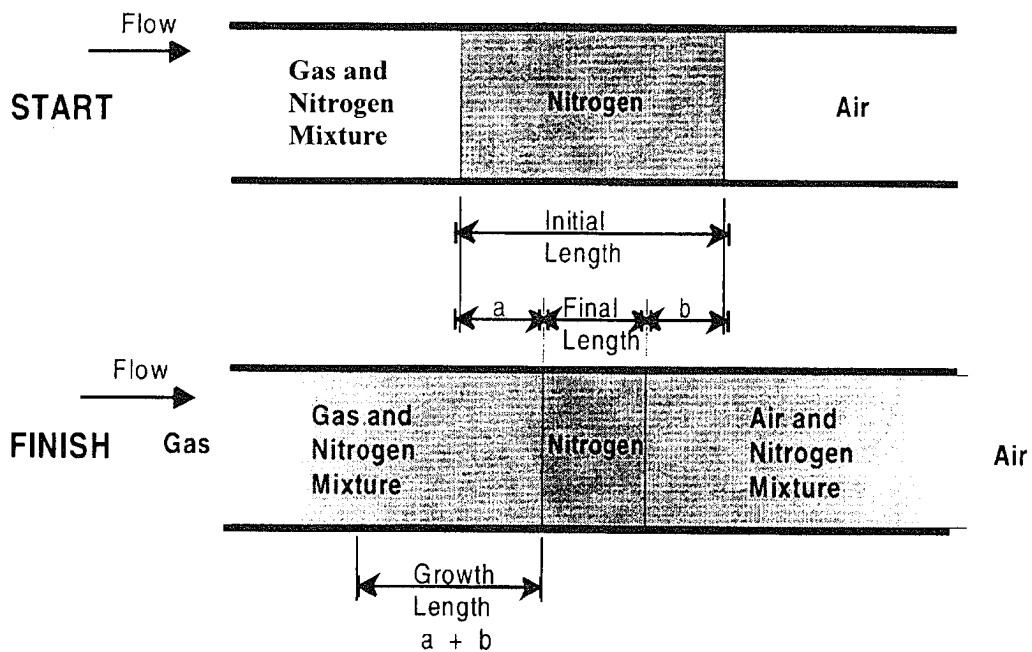 Flow
START
Gas and
Nitrogen
Mixture
Nitrogen
Air
Initial
Length
a
Final
Length
b
Flow
FINISH
Gas
Gas and
Nitrogen
Mixture
Nitrogen
Air and
Nitrogen
Mixture
Air
Growth
Length
a + b